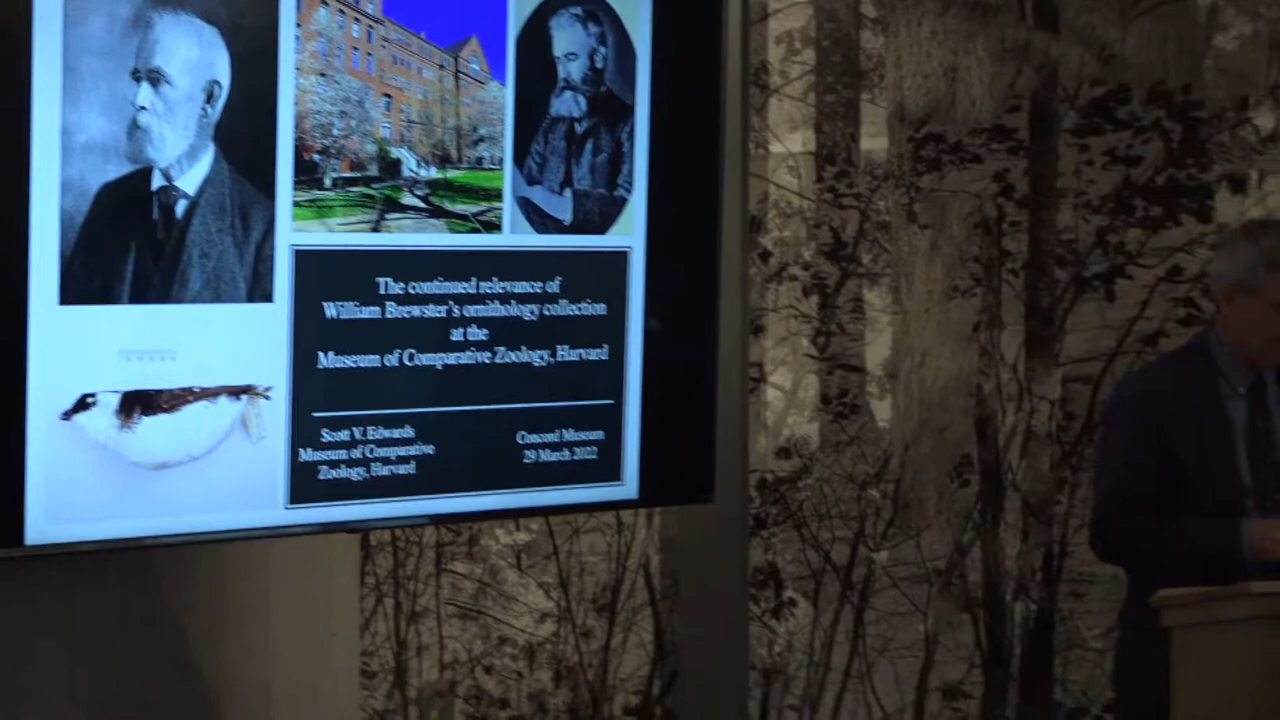 The continued relevance of
William Brewster's ornithology collection
at the
Museum of Comparative Zoology, Harvard
Scott V. Edwards
Museum of Comparative
Zoology, Harvard
Concord Museum
29 March 2022